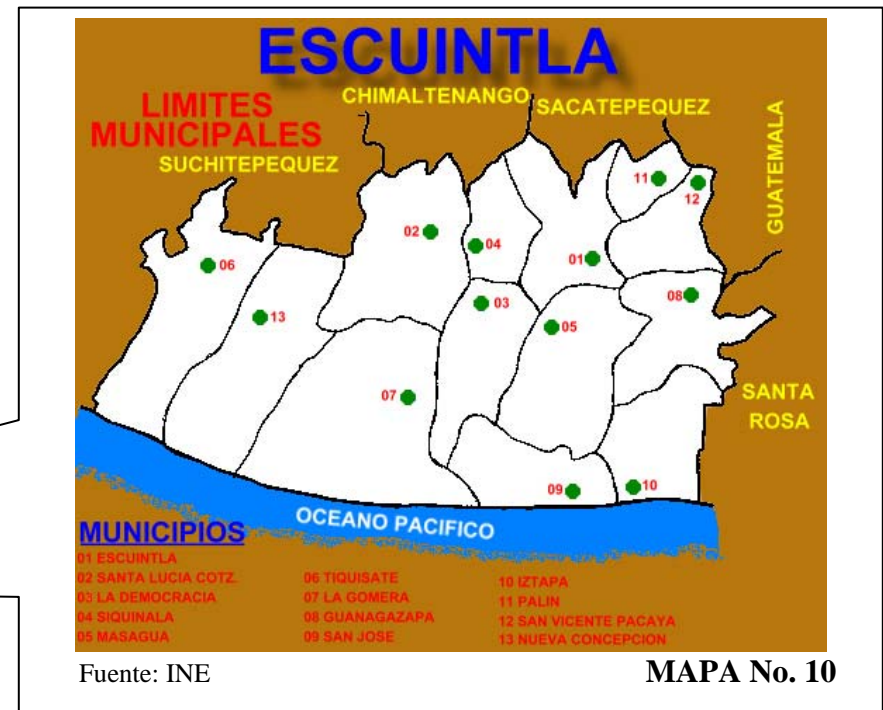 ESCUINTLA
LIMITES
MUNICIPALES
CHIMALTENANGO
SACATEPEQUEZ
SUCHITEPEQUEZ
GUATEMALA
11
12
02
04
01
06
08
03
13
05
07
SANTA
ROSA
09
10
OCEANO PACIFICO
MUNICIPIOS
01 ESCUINTLA
02 SANTA LUCIA COTZ.
03 LA DEMOCRACIA
04 SIQUINALA
05 MASAGUA
06 TIQUISATE
07 LA GOMERA
08 GUANAGAZAPA
09 SAN JOSE
10 IZTAPA
11 PALIN
12 SAN VICENTE PACAYA
13 NUEVA CONCEPCION
Fuente: INE
MAPA No. 10